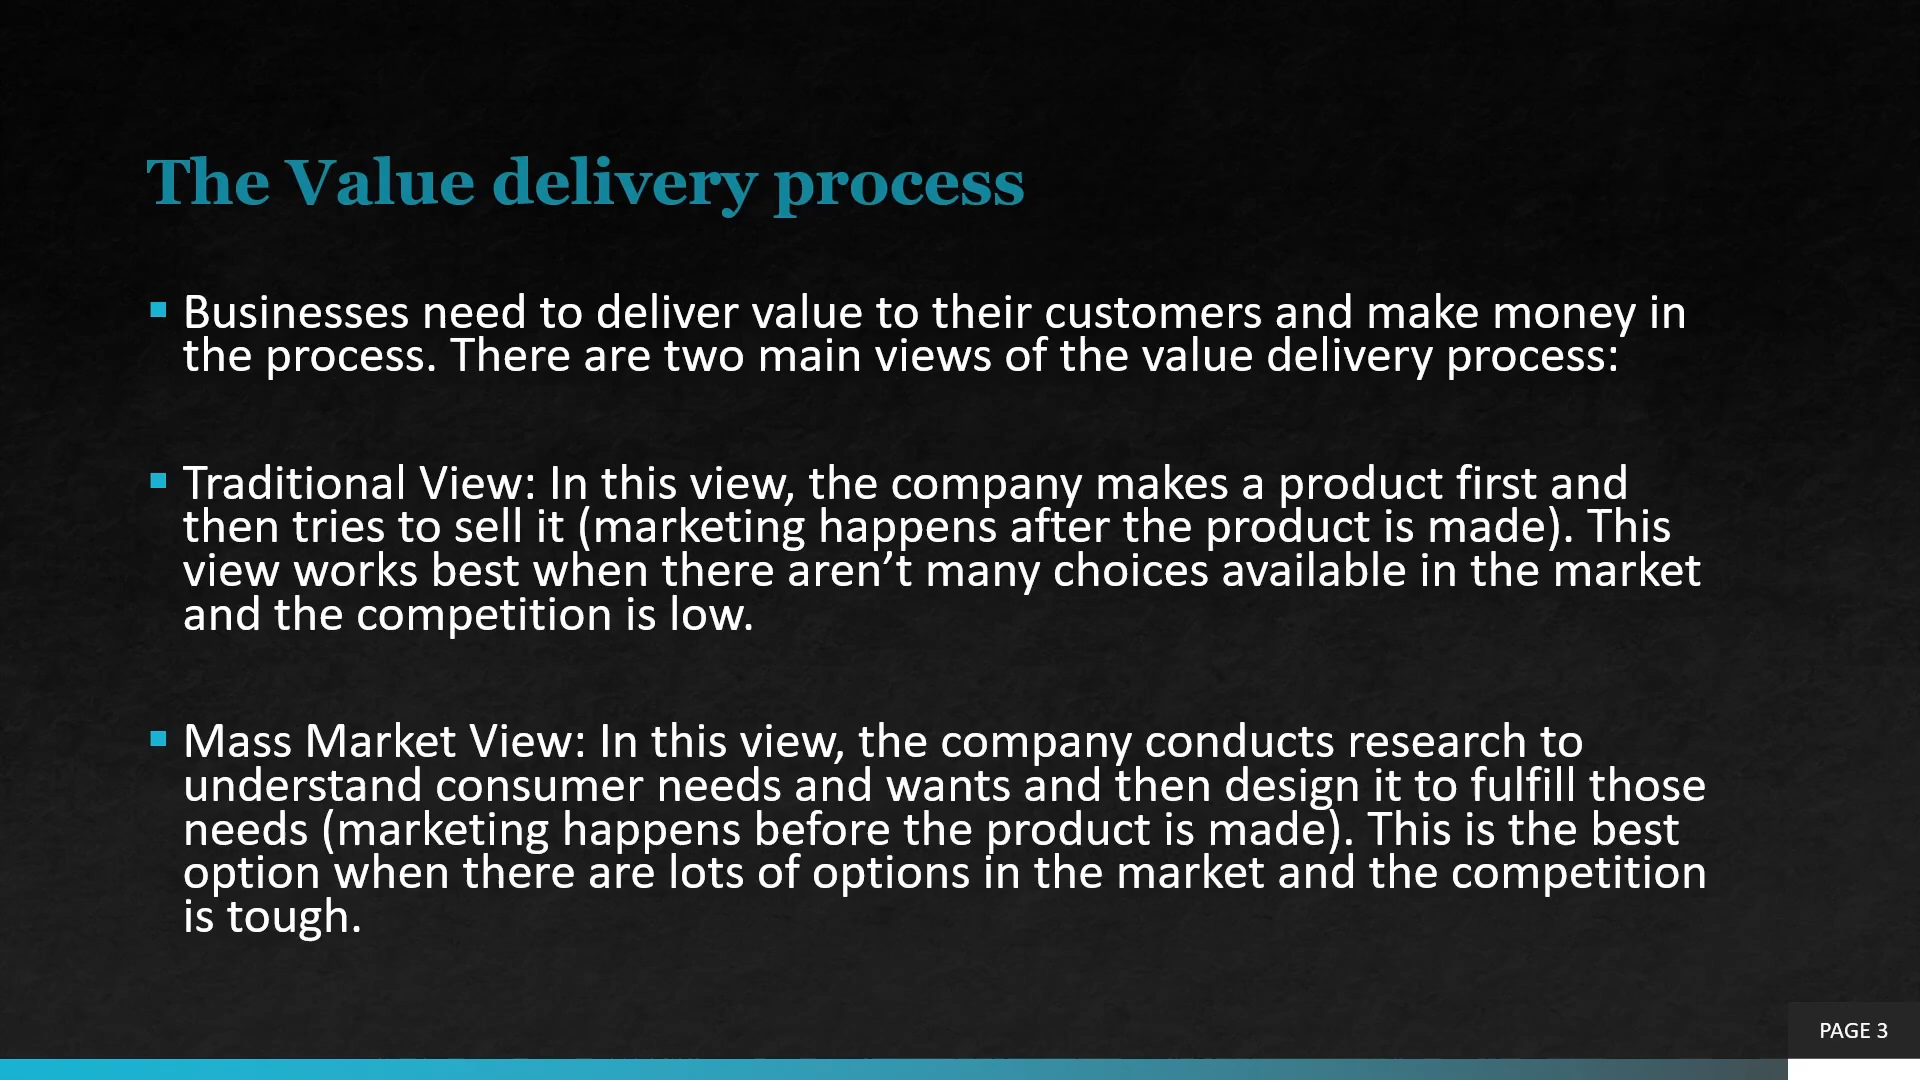 The Value delivery process
Businesses need to deliver value to their customers and make money in
the process. There are two main views of the value delivery process:
Traditional View: In this view, the company makes a product first and
then tries to sell it (marketing happens after the product is made). This
view works best when there aren’t many choices available in the market
and the competition is low.
Mass Market View: In this view, the company conducts research to
understand consumer needs and wants and then design it to fulfill those
needs (marketing happens before the product is made). This is the best
option when there are lots of options in the market and the competition
is tough.
PAGE 3